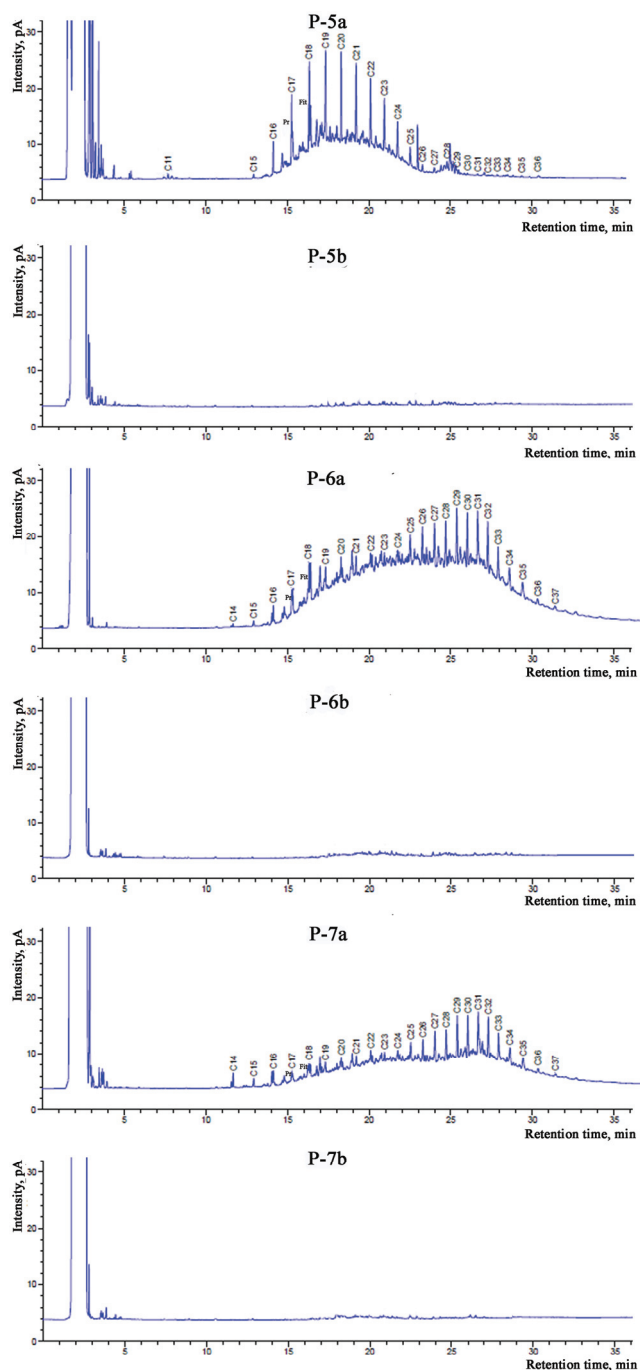 P-5a
Intensity, pA
30
20
10
0
C11
C15
C16
Pr
C17
Fit
C18
C19
C20
C21
C22
C23
C24
C25
C26
C27
C28
C29
C30
C31
C32
C33
C34
C35
C36
5 10 15 20 25 30 35
Retention time, min
P-5b
Intensity, pA
30
20
10
0
5 10 15 20 25 30 35
Retention time, min
P-6a
Intensity, pA
30
20
10
0
C14
C15
C16
Pr
C17
Fit
C18
C19
C20
C21
C22
C23
C24
C25
C26
C27
C28
C29
C30
C31
C32
C33
C34
C35
C36
C37
5 10 15 20 25 30 35
Retention time, min
P-6b
Intensity, pA
30
20
10
0
5 10 15 20 25 30 35
Retention time, min
P-7a
Intensity, pA
30
20
10
0
C14
C15
C16
Pr
C17
Fit
C18
C19
C20
C21
C22
C23
C24
C25
C26
C27
C28
C29
C30
C31
C32
C33
C34
C35
C36
C37
5 10 15 20 25 30 35
Retention time, min
P-7b
Intensity, pA
30
20
10
0
5 10 15 20 25 30 35
Retention time, min